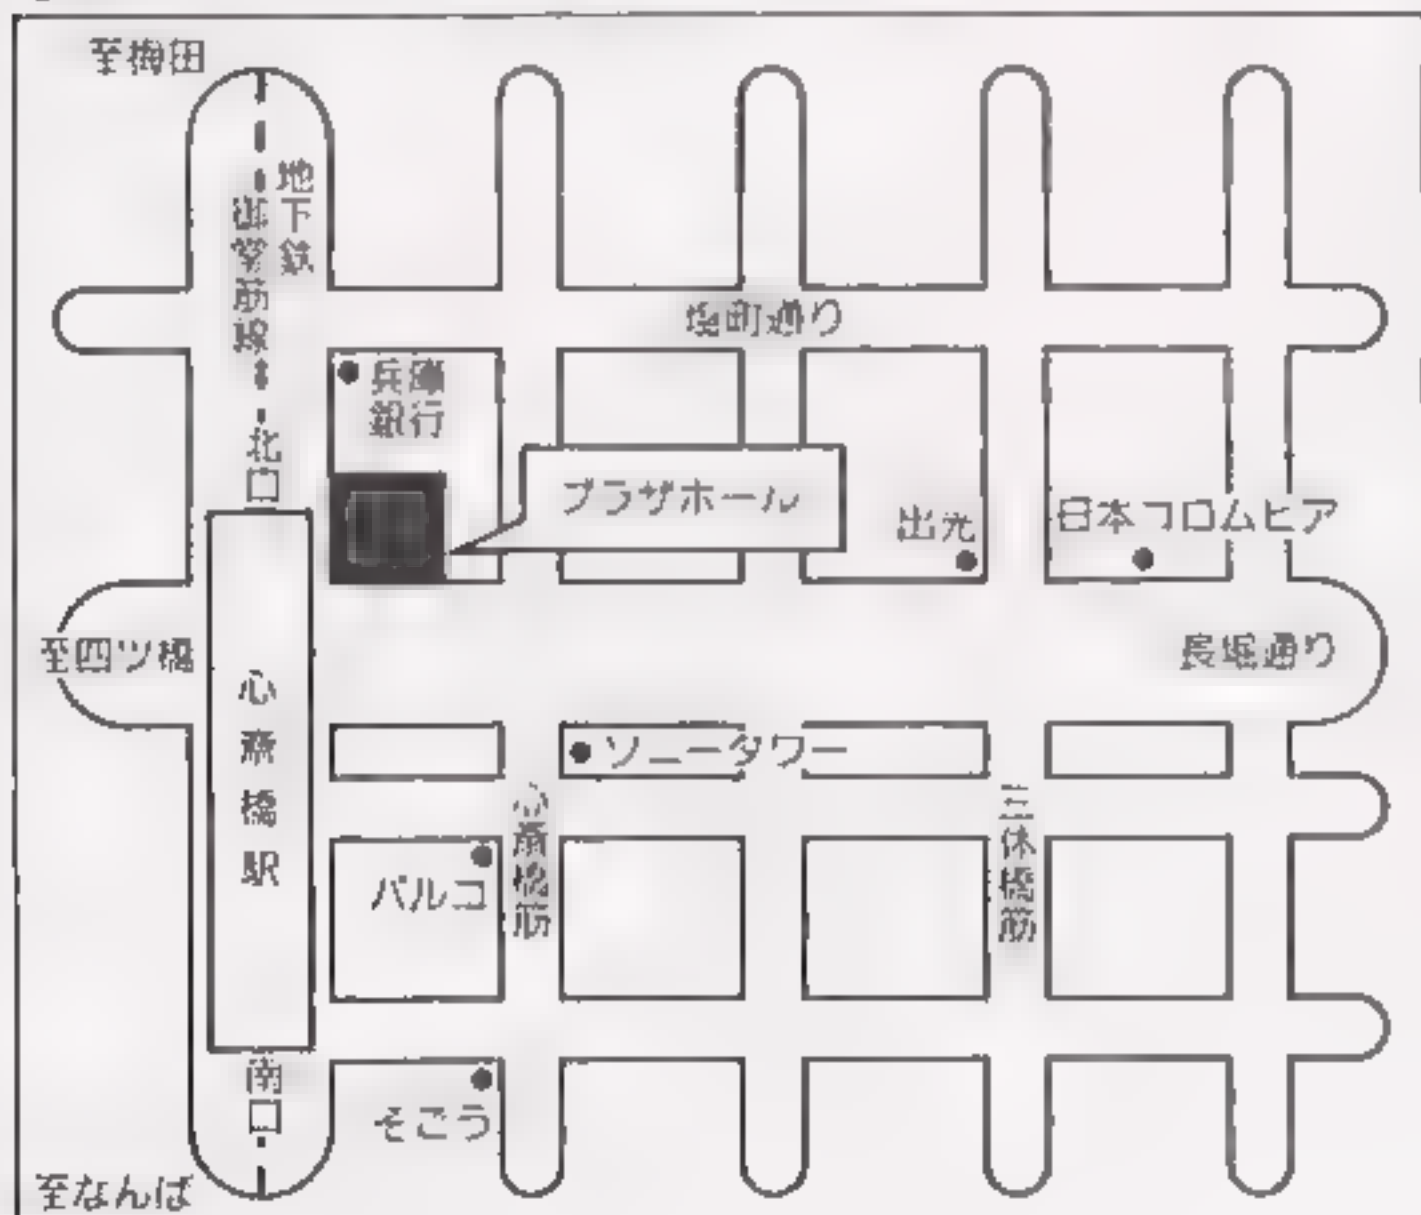 至梅田
地下鉄
御堂筋線
塩町通り
兵庫
銀行
北口
プラザホール
出光
日本コロムビア
至四ツ橋
長堀通り
心斎橋駅
ソニータワー
心斎橋筋
三休橋筋
パルコ
南口
そごう
至なんば